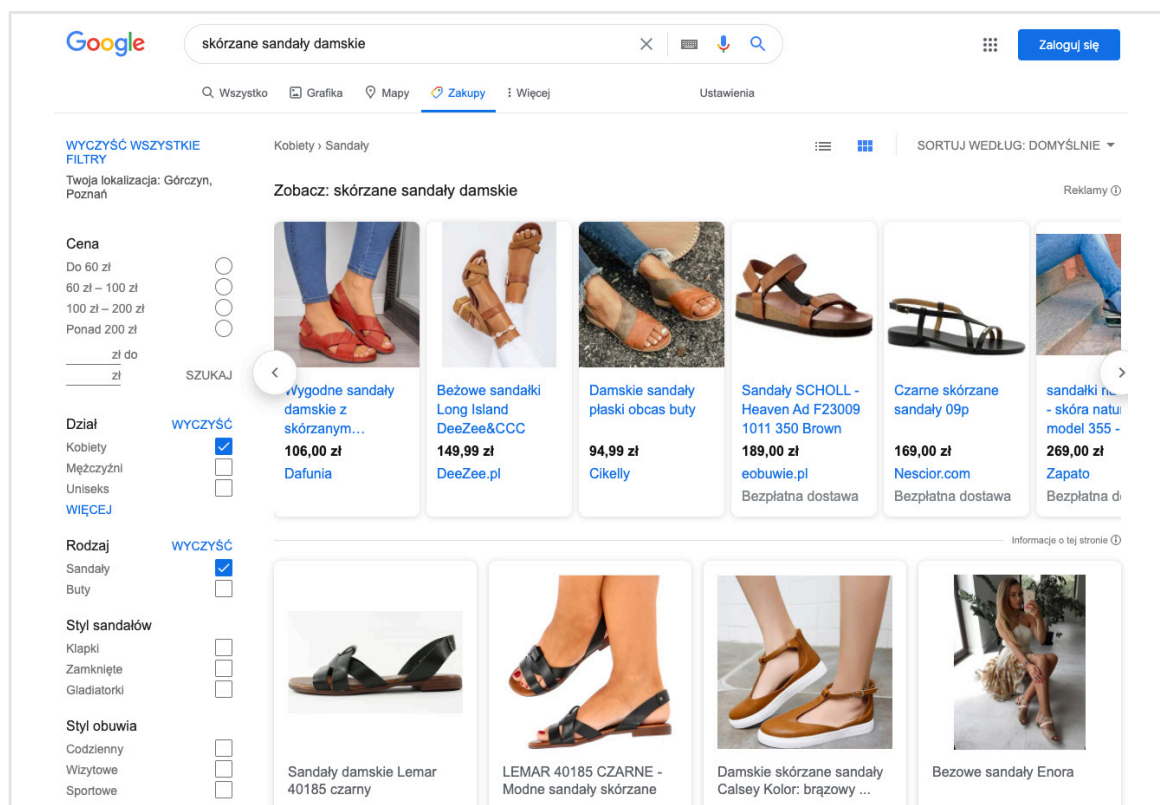 Google
skórzane sandały damskie
Zaloguj się
Wszystko Grafika Mapy Zakupy Więcej Ustawienia
WYCZYŚĆ WSZYSTKIE
FILTRY
Twoja lokalizacja: Górczyn,
Poznań
Kobiety › Sandały
SORTUJ WEDŁUG: DOMYŚLNIE
Zobacz: skórzane sandały damskie
Reklamy
Cena
Do 60 zł
60 zł – 100 zł
100 zł – 200 zł
Ponad 200 zł
zł do
zł SZUKAJ
Dział WYCZYŚĆ
Kobiety
Mężczyźni
Uniseks
WIĘCEJ
Rodzaj WYCZYŚĆ
Sandały
Buty
Styl sandałów
Klapki
Zamknięte
Gladiatorki
Styl obuwia
Codzienny
Wizytowe
Sportowe
Wygodne sandały
damskie z
skórzanym…
106,00 zł
Dafunia
Beżowe sandałki
Long Island
DeeZee&CCC
149,99 zł
DeeZee.pl
Damskie sandały
płaski obcas buty
94,99 zł
Cikelly
Sandały SCHOLL -
Heaven Ad F23009
1011 350 Brown
189,00 zł
eobuwie.pl
Bezpłatna dostawa
Czarne skórzane
sandały 09p
169,00 zł
Nescior.com
Bezpłatna dostawa
sandałki
- skóra natu
model 355 -
269,00 zł
Zapato
Bezpłatna d
Informacje o tej stronie
Sandały damskie Lemar
40185 czarny
LEMAR 40185 CZARNE -
Modne sandały skórzane
Damskie skórzane sandały
Calsey Kolor: brązowy ...
Bezowe sandały Enora